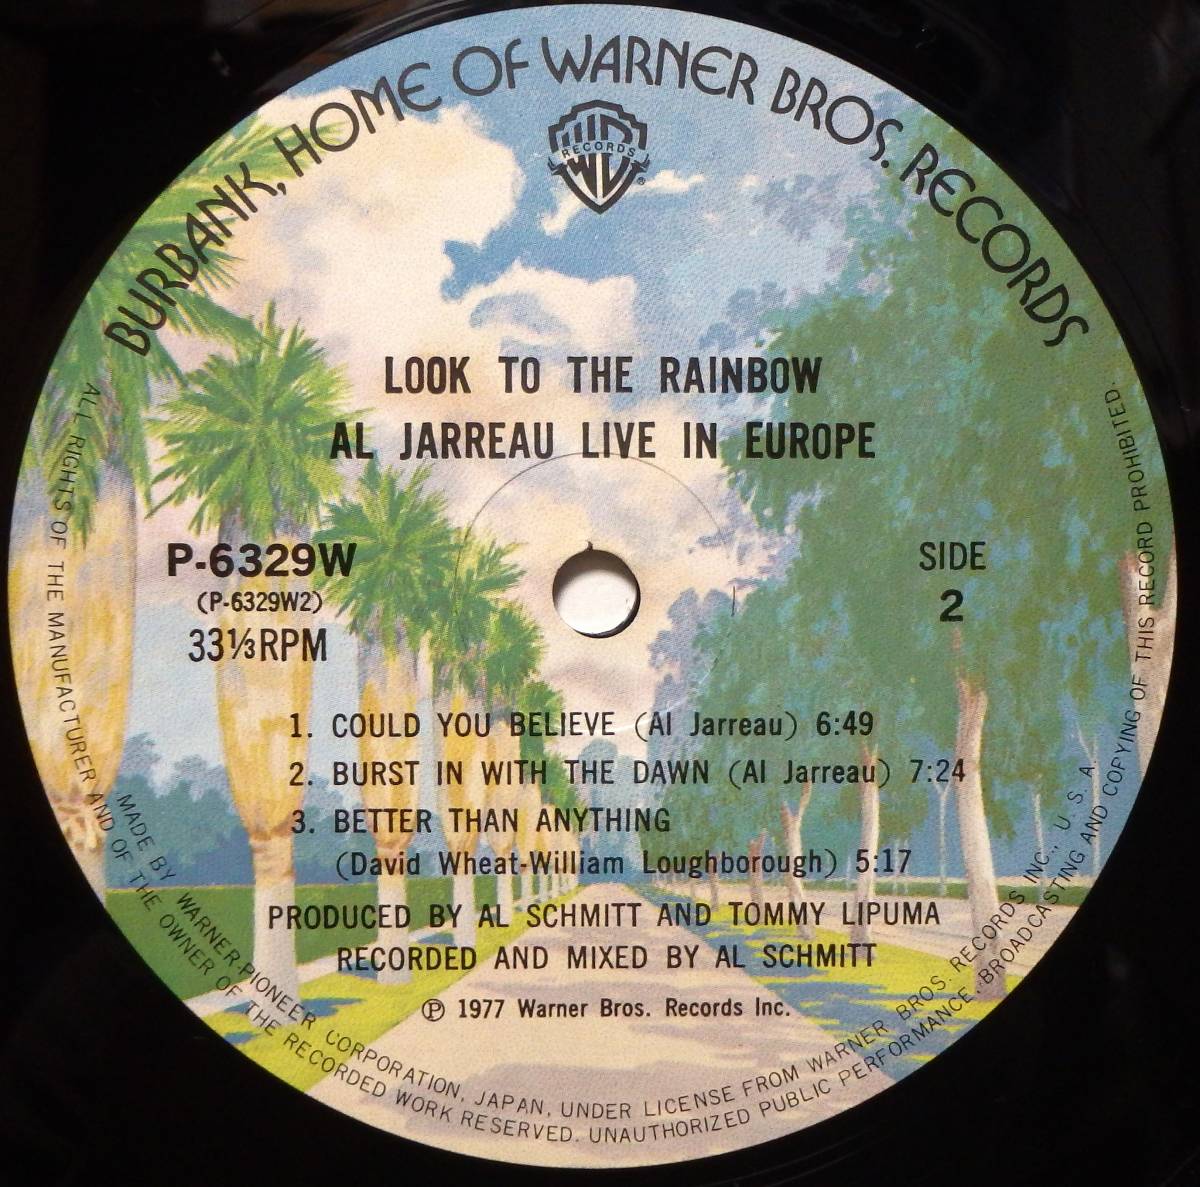 BURBANK, HOME OF WARNER BROS. RECORDS
RECORDS
LOOK TO THE RAINBOW
AL JARREAU LIVE IN EUROPE
P-6329W
(P-6329W2)
33⅓RPM
SIDE
2
1. COULD YOU BELIEVE (Al Jarreau) 6:49
2. BURST IN WITH THE DAWN (Al Jarreau) 7:24
3. BETTER THAN ANYTHING
(David Wheat-William Loughborough) 5:17
PRODUCED BY AL SCHMITT AND TOMMY LIPUMA
RECORDED AND MIXED BY AL SCHMITT
℗ 1977 Warner Bros. Records Inc.
MADE BY WARNER-PIONEER CORPORATION, JAPAN, UNDER LICENSE FROM WARNER BROS. RECORDS INC., U.S.A.
ALL RIGHTS OF THE MANUFACTURER AND OF THE OWNER OF THE RECORDED WORK RESERVED. UNAUTHORIZED PUBLIC PERFORMANCE, BROADCASTING AND COPYING OF THIS RECORD PROHIBITED.